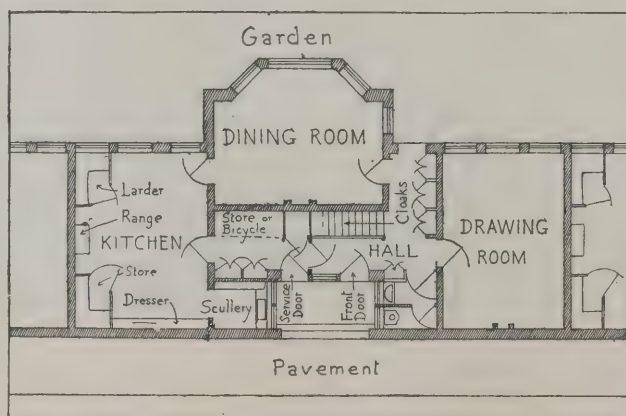 Garden
DINING ROOM
Larder
Range
KITCHEN
Store
Dresser
Scullery
Store or
Bicycle
Service
Door
Front
Door
HALL
Cloaks
DRAWING
ROOM
Pavement